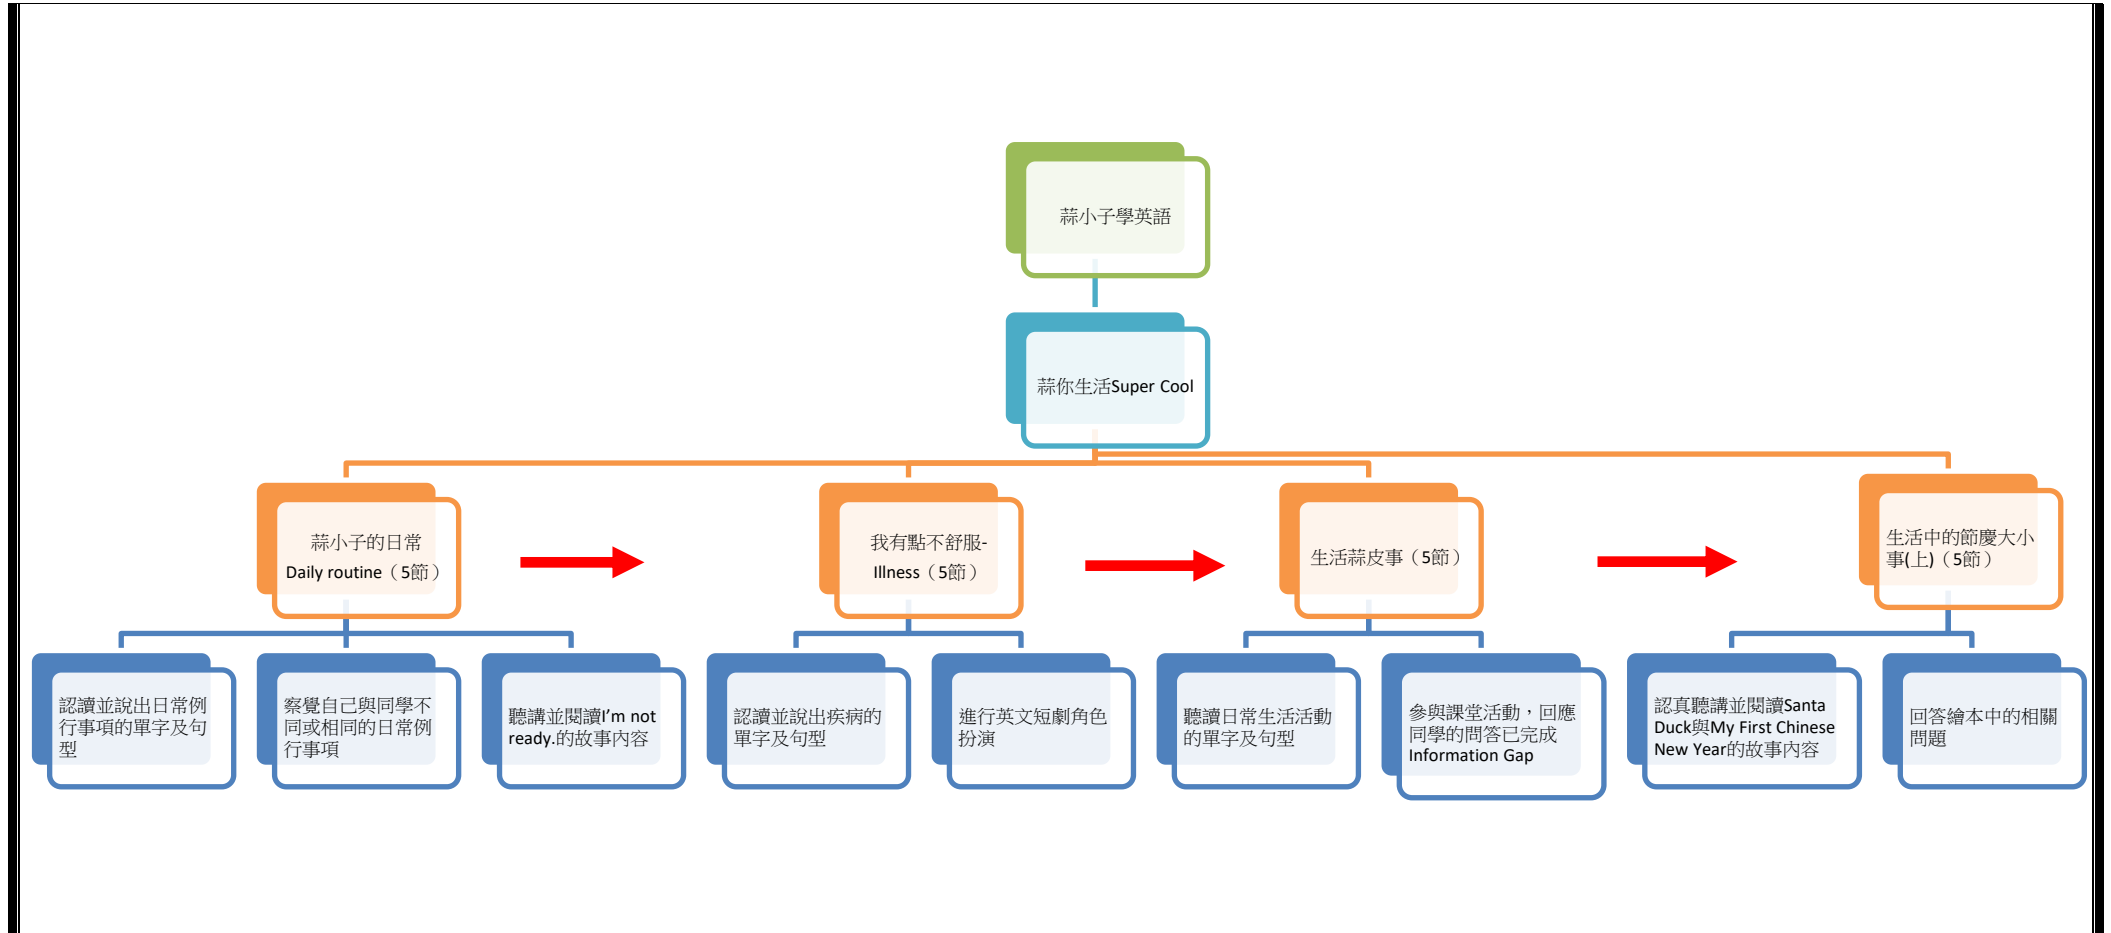 蒜小子學英語
蒜你生活Super Cool
蒜小子的日常
Daily routine（5節）
我有點不舒服-
Illness（5節）
生活蒜皮事（5節）
生活中的節慶大小
事(上)（5節）
認讀並說出日常例
行事項的單字及句
型
察覺自己與同學不
同或相同的日常例
行事項
聽講並閱讀I’m not
ready.的故事內容
認讀並說出疾病的
單字及句型
進行英文短劇角色
扮演
聽讀日常生活活動
的單字及句型
參與課堂活動，回應
同學的問答已完成
Information Gap
認真聽講並閱讀Santa
Duck與My First Chinese
New Year的故事內容
回答繪本中的相關
問題